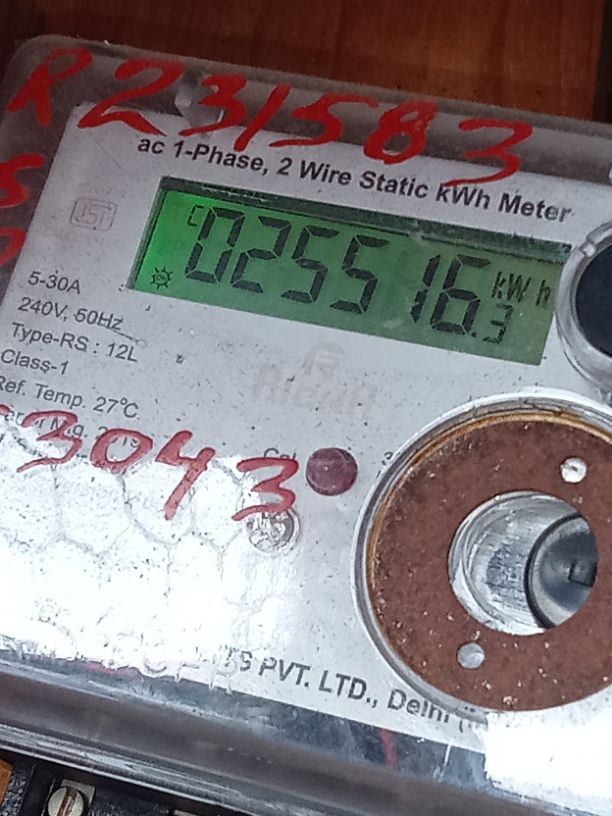 R231583
ac 1-Phase, 2 Wire Static kWh Meter
C 025516.3 kWh
5-30A
240V, 50Hz
Type-RS : 12L
Class-1
Ref. Temp. 27°C
3043
Cal
PVT. LTD., Delhi